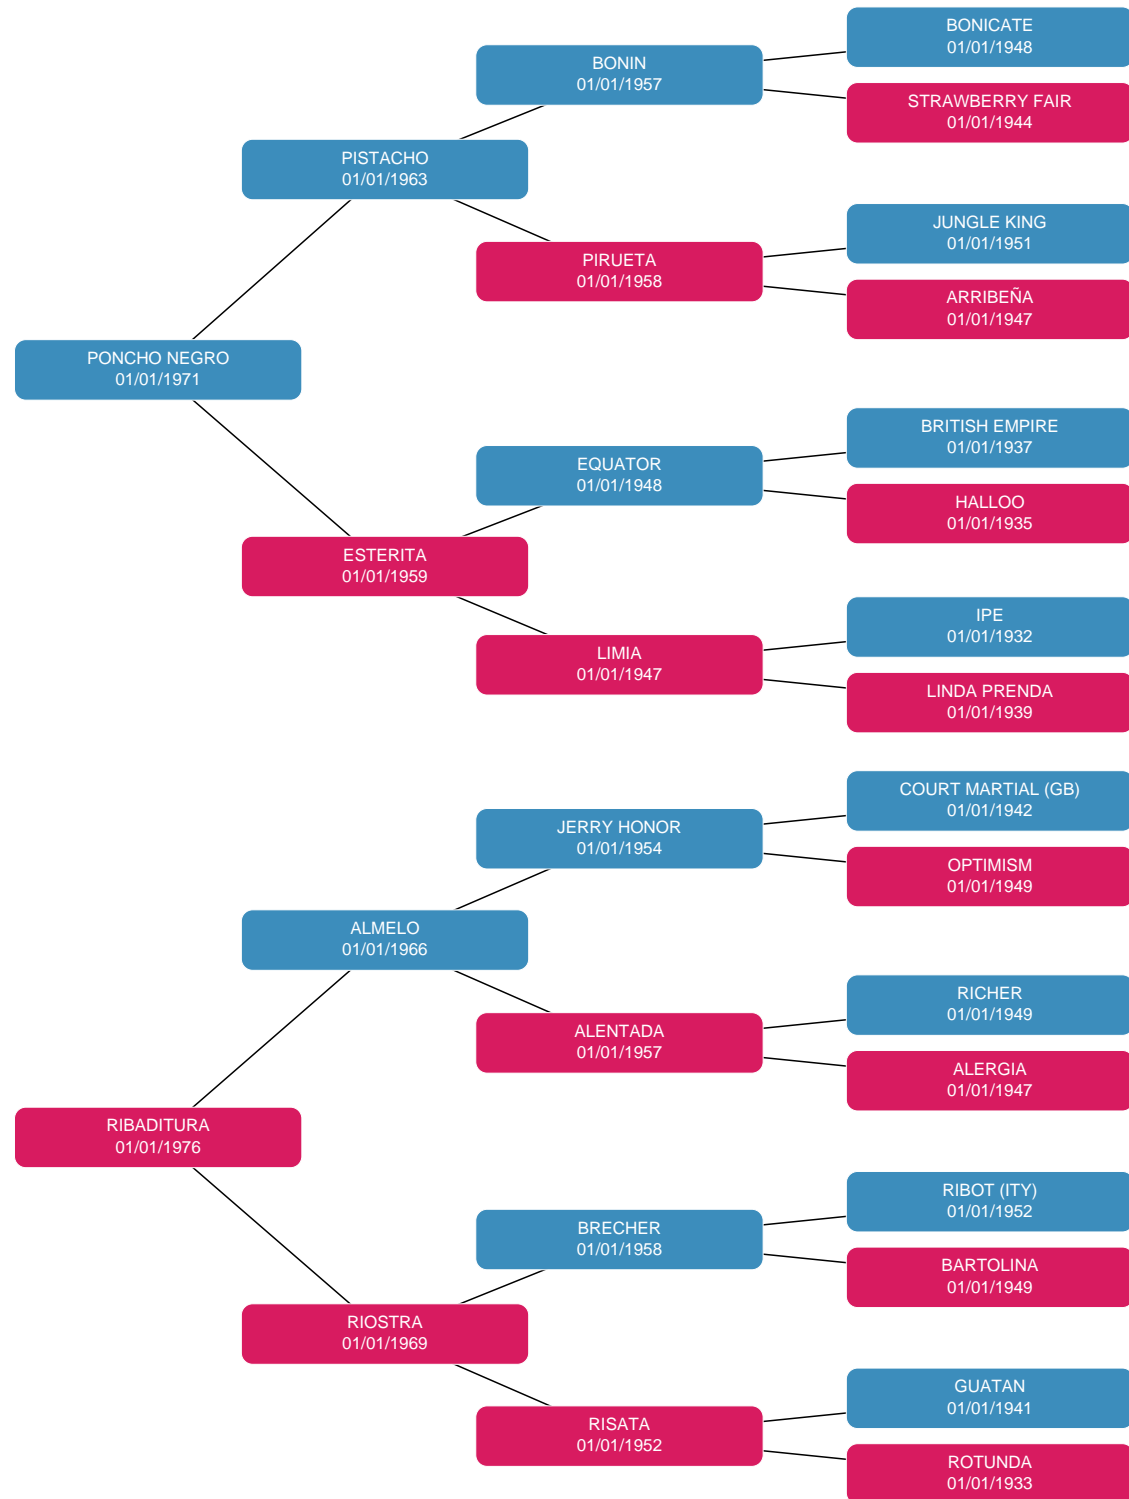 BONICATE
01/01/1948
BONIN
01/01/1957
STRAWBERRY FAIR
01/01/1944
PISTACHO
01/01/1963
JUNGLE KING
01/01/1951
PIRUETA
01/01/1958
ARRIBEÑA
01/01/1947
PONCHO NEGRO
01/01/1971
BRITISH EMPIRE
01/01/1937
EQUATOR
01/01/1948
HALLOO
01/01/1935
ESTERITA
01/01/1959
IPE
01/01/1932
LIMIA
01/01/1947
LINDA PRENDA
01/01/1939
COURT MARTIAL (GB)
01/01/1942
JERRY HONOR
01/01/1954
OPTIMISM
01/01/1949
ALMELO
01/01/1966
RICHER
01/01/1949
ALENTADA
01/01/1957
ALERGIA
01/01/1947
RIBADITURA
01/01/1976
RIBOT (ITY)
01/01/1952
BRECHER
01/01/1958
BARTOLINA
01/01/1949
RIOSTRA
01/01/1969
GUATAN
01/01/1941
RISATA
01/01/1952
ROTUNDA
01/01/1933